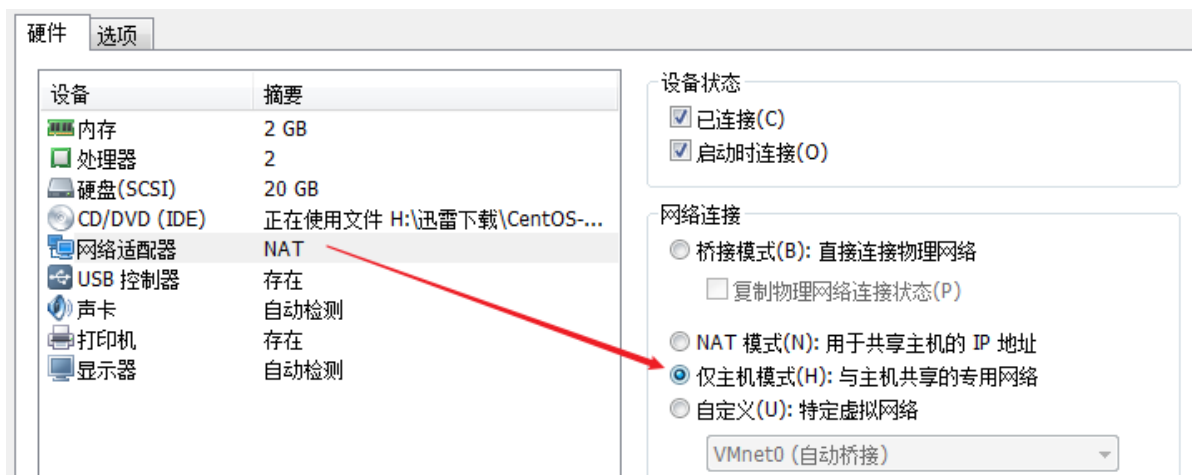 硬件 选项
设备 摘要
内存 2 GB
处理器 2
硬盘(SCSI) 20 GB
CD/DVD (IDE) 正在使用文件 H:\迅雷下载\CentOS-...
网络适配器 NAT
USB 控制器 存在
声卡 自动检测
打印机 存在
显示器 自动检测
设备状态
已连接(C)
启动时连接(O)
网络连接
桥接模式(B): 直接连接物理网络
复制物理网络连接状态(P)
NAT 模式(N): 用于共享主机的 IP 地址
仅主机模式(H): 与主机共享的专用网络
自定义(U): 特定虚拟网络
VMnet0 (自动桥接)